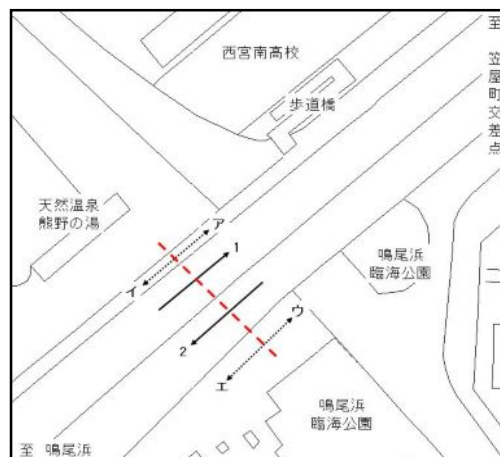 西宮南高校
至
笠屋町交差点
歩道橋
天然温泉
熊野の湯
ア
1
イ
鳴尾浜
臨海公園
ウ
2
エ
鳴尾浜
臨海公園
至 鳴尾浜